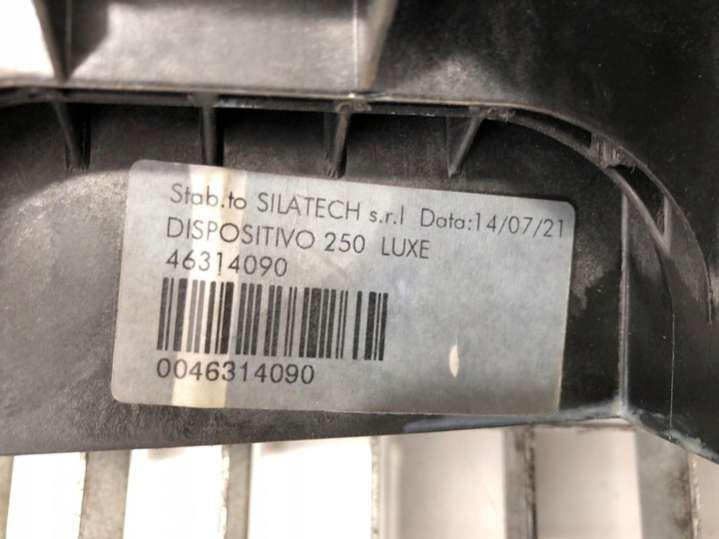 Stab.to SILATECH s.r.l Data:14/07/21
DISPOSITIVO 250 LUXE
46314090
0046314090